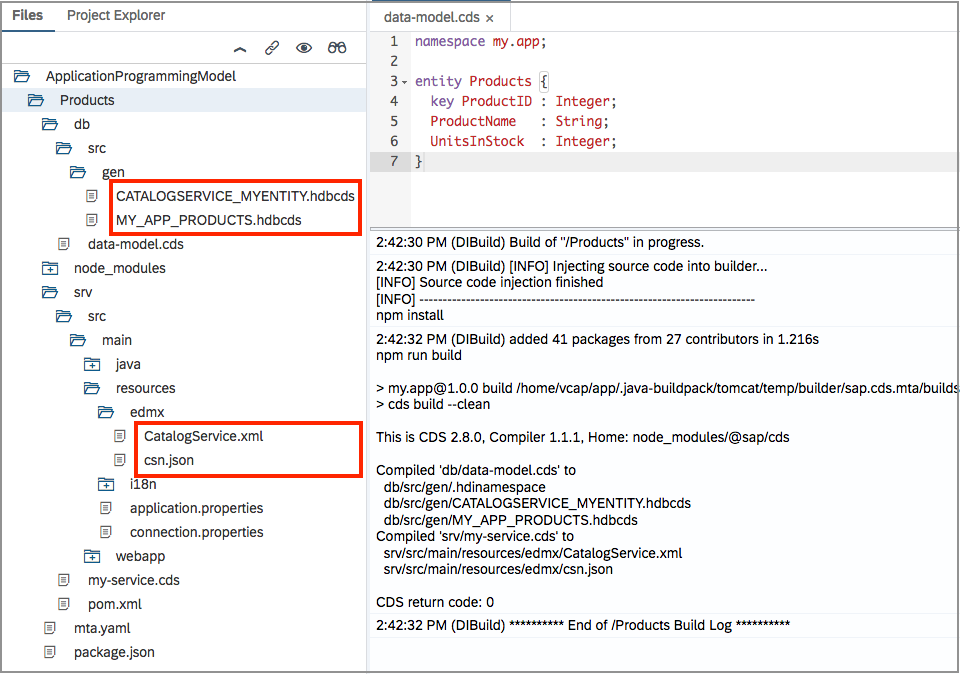 Files Project Explorer
ApplicationProgrammingModel
Products
db
src
gen
CATALOGSERVICE_MYENTITY.hdbcds
MY_APP_PRODUCTS.hdbcds
data-model.cds
node_modules
srv
src
main
java
resources
edmx
CatalogService.xml
csn.json
i18n
application.properties
connection.properties
webapp
my-service.cds
pom.xml
mta.yaml
package.json
data-model.cds ×
1 namespace my.app;
2
3 entity Products {
4 key ProductID : Integer;
5 ProductName : String;
6 UnitsInStock : Integer;
7 }
2:42:30 PM (DIBuild) Build of "/Products" in progress.
2:42:30 PM (DIBuild) [INFO] Injecting source code into builder...
[INFO] Source code injection finished
[INFO] ------------------------------------------------------------------------
npm install
2:42:32 PM (DIBuild) added 41 packages from 27 contributors in 1.216s
npm run build
> my.app@1.0.0 build /home/vcap/app/.java-buildpack/tomcat/temp/builder/sap.cds.mta/builds
> cds build --clean
This is CDS 2.8.0, Compiler 1.1.1, Home: node_modules/@sap/cds
Compiled 'db/data-model.cds' to
db/src/gen/.hdinamespace
db/src/gen/CATALOGSERVICE_MYENTITY.hdbcds
db/src/gen/MY_APP_PRODUCTS.hdbcds
Compiled 'srv/my-service.cds' to
srv/src/main/resources/edmx/CatalogService.xml
srv/src/main/resources/edmx/csn.json
CDS return code: 0
2:42:32 PM (DIBuild) ********** End of /Products Build Log **********